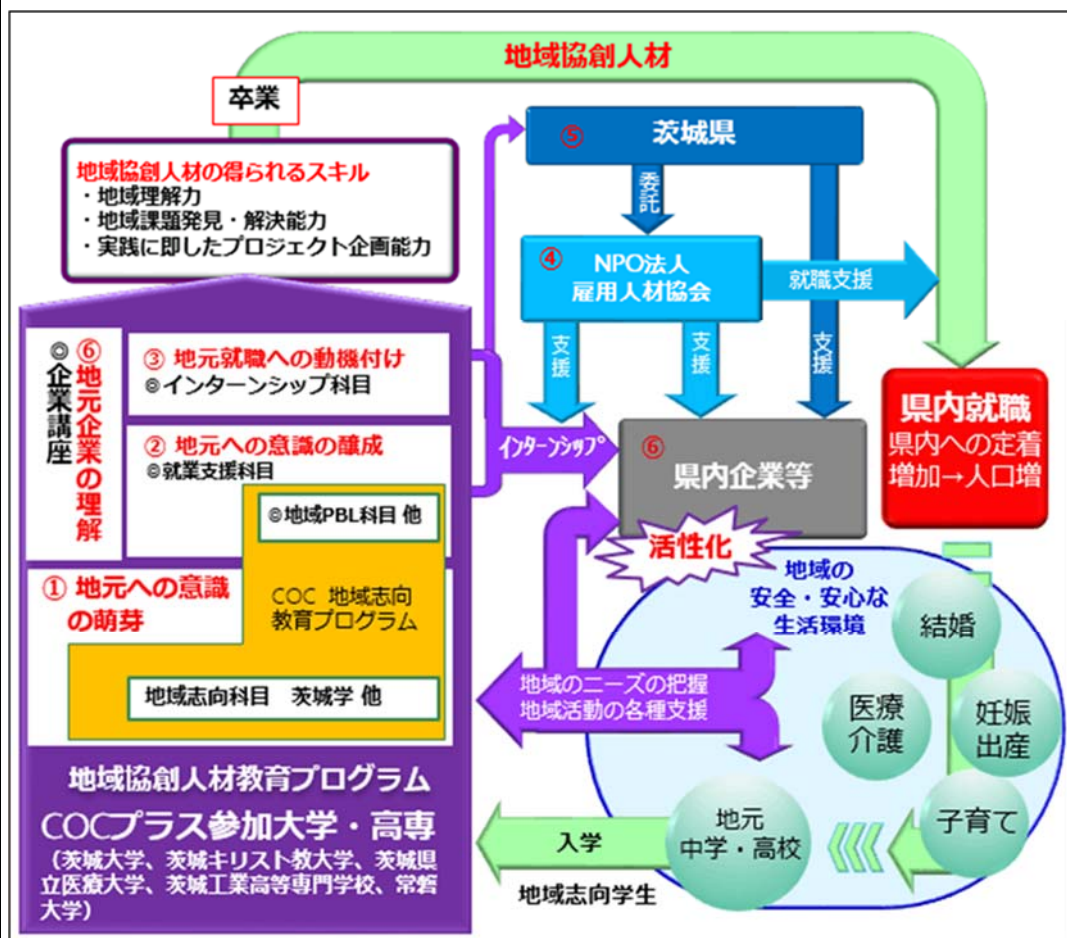 地域協創人材
卒業
地域協創人材の得られるスキル
・地域理解力
・地域課題発見・解決能力
・実践に即したプロジェクト企画能力
⑤ 茨城県
委託
④ NPO法人
雇用人材協会
就職支援
支援
支援
支援
⑥地元企業の理解
◎企業講座
③ 地元就職への動機付け
◎インターンシップ科目
② 地元への意識の醸成
◎就業支援科目
◎地域PBL科目 他
① 地元への意識
の萌芽
COC 地域志向
教育プログラム
地域志向科目 茨城学 他
インターンシップ
⑥
県内企業等
活性化
県内就職
県内への定着
増加→人口増
地域の
安全・安心な
生活環境
結婚
妊娠
出産
医療
介護
子育て
地元
中学・高校
地域のニーズの把握
地域活動の各種支援
入学
地域志向学生
地域協創人材教育プログラム
COCプラス参加大学・高専
（茨城大学、茨城キリスト教大学、茨城県
立医療大学、茨城工業高等専門学校、常磐
大学）